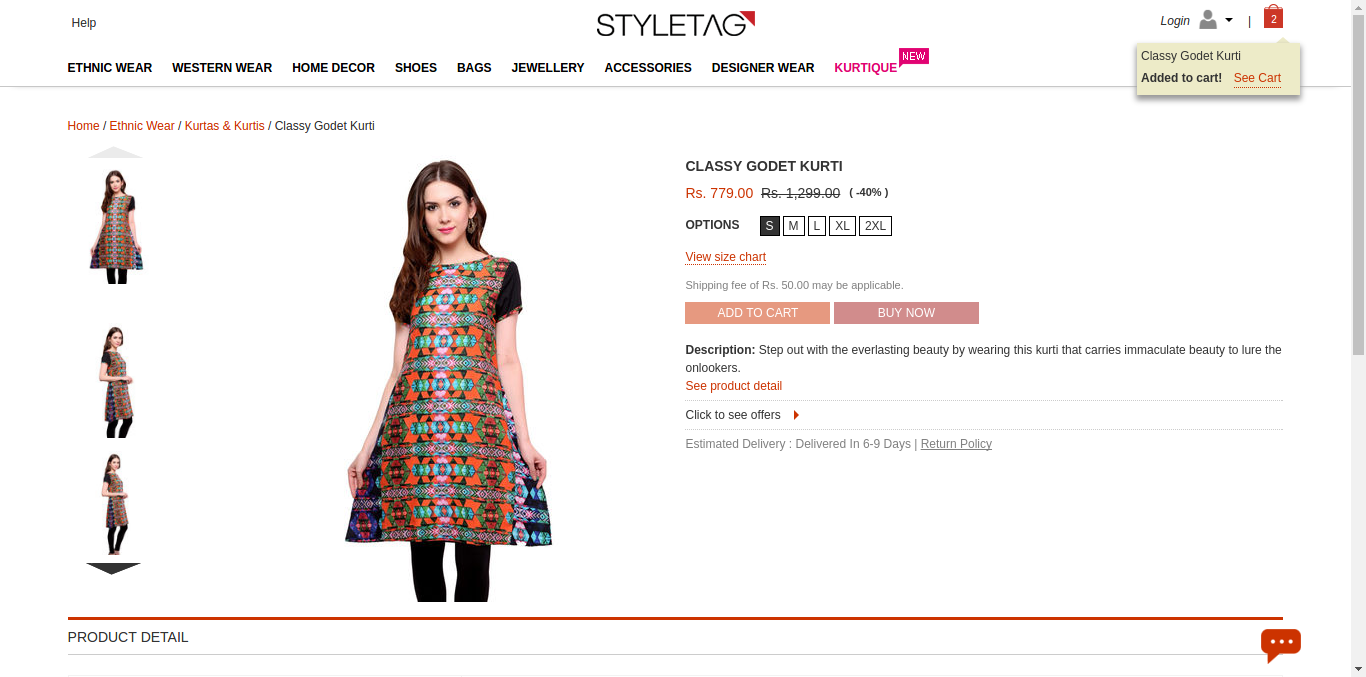 Help
STYLETAG
Login
|
2
ETHNIC WEAR WESTERN WEAR HOME DECOR SHOES BAGS JEWELLERY ACCESSORIES DESIGNER WEAR KURTIQUE NEW
Classy Godet Kurti
Added to cart! See Cart
Home / Ethnic Wear / Kurtas & Kurtis / Classy Godet Kurti
CLASSY GODET KURTI
Rs. 779.00 Rs. 1,299.00 ( -40% )
OPTIONS S M L XL 2XL
View size chart
Shipping fee of Rs. 50.00 may be applicable.
ADD TO CART BUY NOW
Description: Step out with the everlasting beauty by wearing this kurti that carries immaculate beauty to lure the
onlookers.
See product detail
Click to see offers
Estimated Delivery : Delivered In 6-9 Days | Return Policy
PRODUCT DETAIL